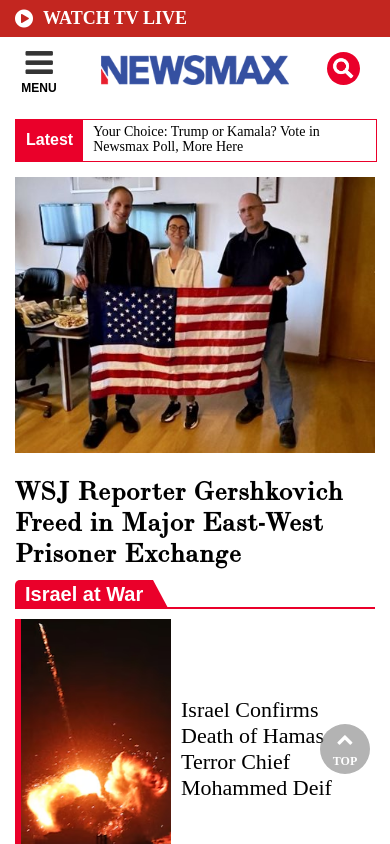 WATCH TV LIVE
MENU
NEWSMAX
Latest
Your Choice: Trump or Kamala? Vote in
Newsmax Poll, More Here
WSJ Reporter Gershkovich
Freed in Major East-West
Prisoner Exchange
Israel at War
Israel Confirms
Death of Hamas
Terror Chief
Mohammed Deif
TOP